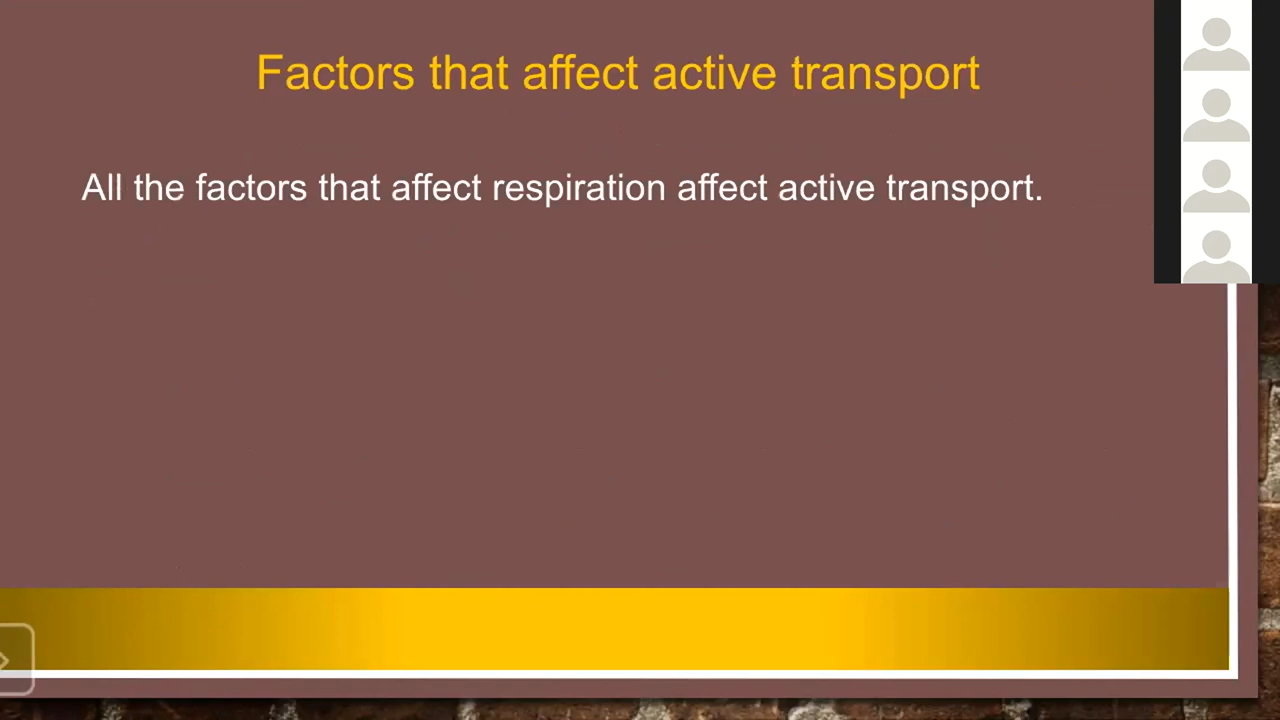 Factors that affect active transport
All the factors that affect respiration affect active transport.